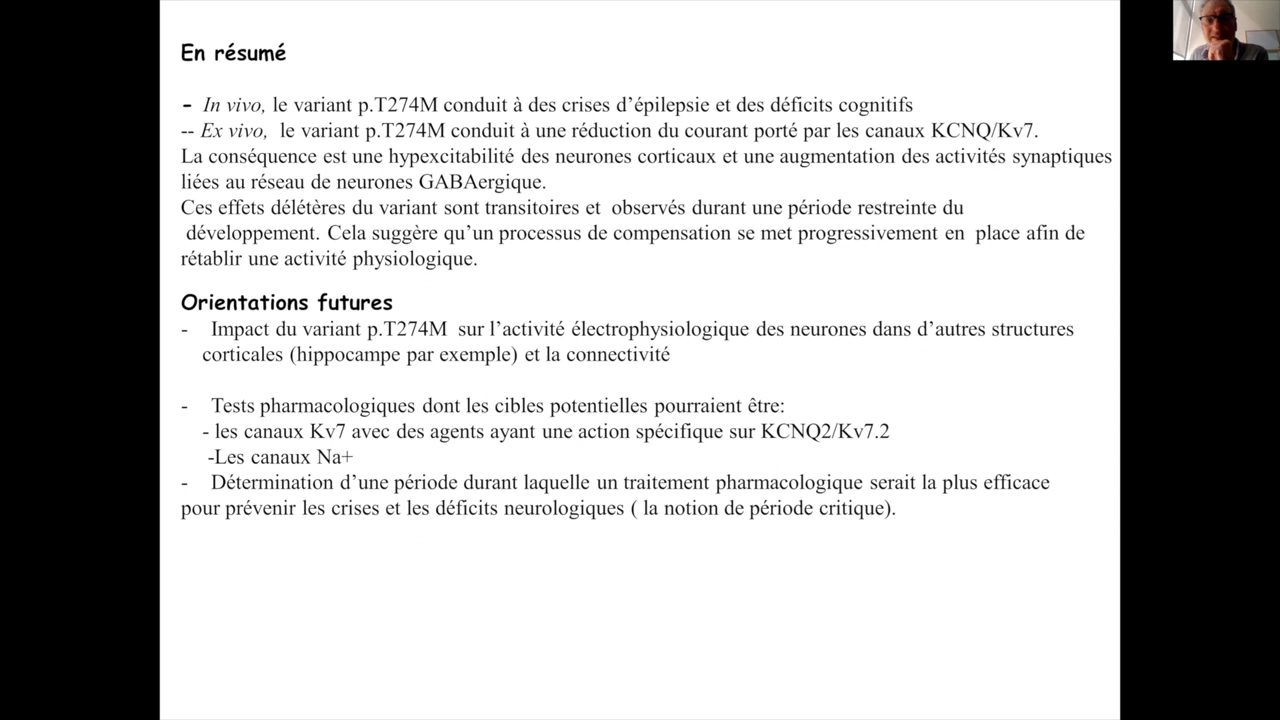 En résumé
- In vivo, le variant p.T274M conduit à des crises d’épilepsie et des déficits cognitifs
-- Ex vivo, le variant p.T274M conduit à une réduction du courant porté par les canaux KCNQ/Kv7.
La conséquence est une hypexcitabilité des neurones corticaux et une augmentation des activités synaptiques
liées au réseau de neurones GABAergique.
Ces effets délétères du variant sont transitoires et observés durant une période restreinte du
développement. Cela suggère qu’un processus de compensation se met progressivement en place afin de
rétablir une activité physiologique.
Orientations futures
- Impact du variant p.T274M sur l’activité électrophysiologique des neurones dans d’autres structures
corticales (hippocampe par exemple) et la connectivité
- Tests pharmacologiques dont les cibles potentielles pourraient être:
- les canaux Kv7 avec des agents ayant une action spécifique sur KCNQ2/Kv7.2
-Les canaux Na+
- Détermination d’une période durant laquelle un traitement pharmacologique serait la plus efficace
pour prévenir les crises et les déficits neurologiques ( la notion de période critique).